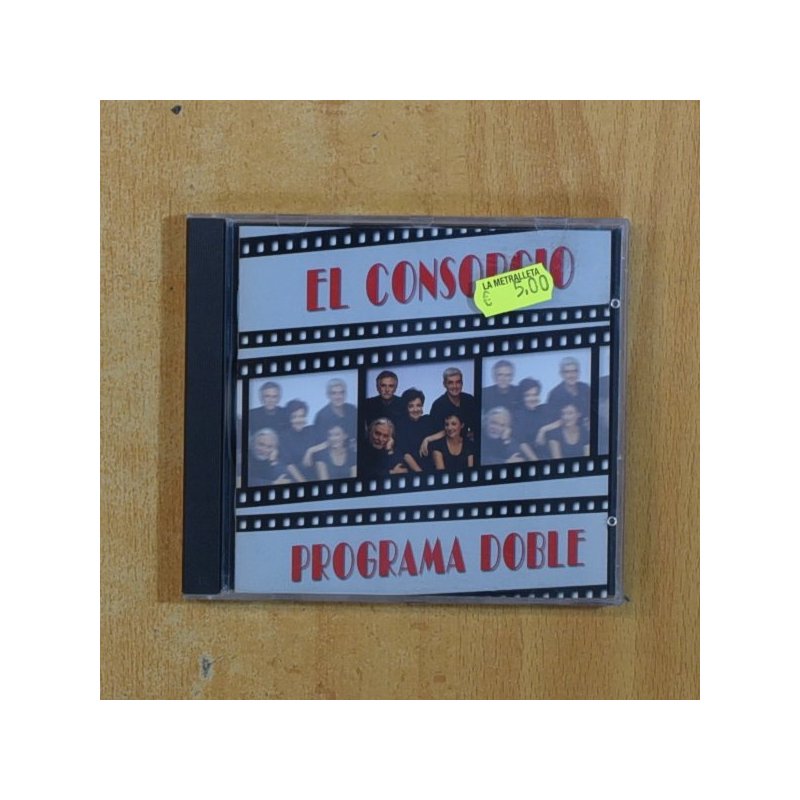 EL CONSORCIO
LA METRALLETA
€ 5,00
PROGRAMA DOBLE